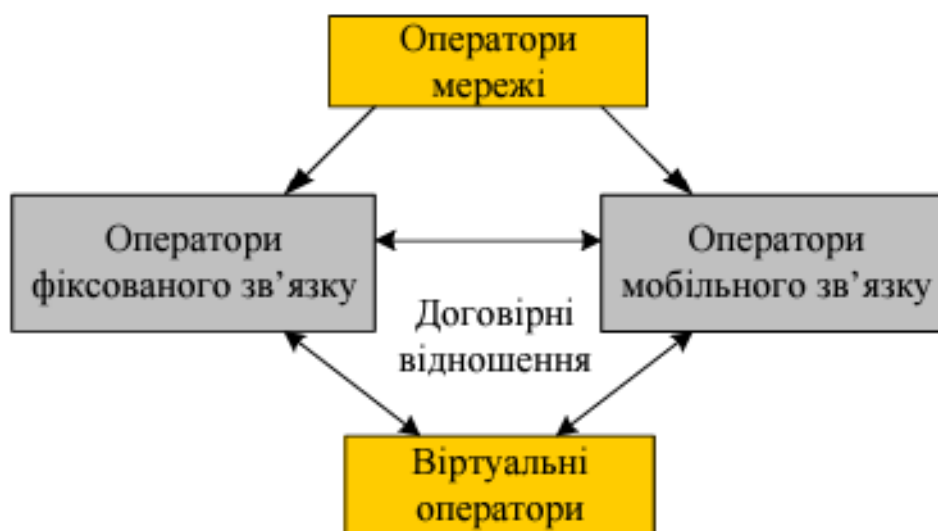 Оператори
мережі
Оператори
фіксованого зв’язку
Оператори
мобільного зв’язку
Договірні
відношення
Віртуальні
оператори